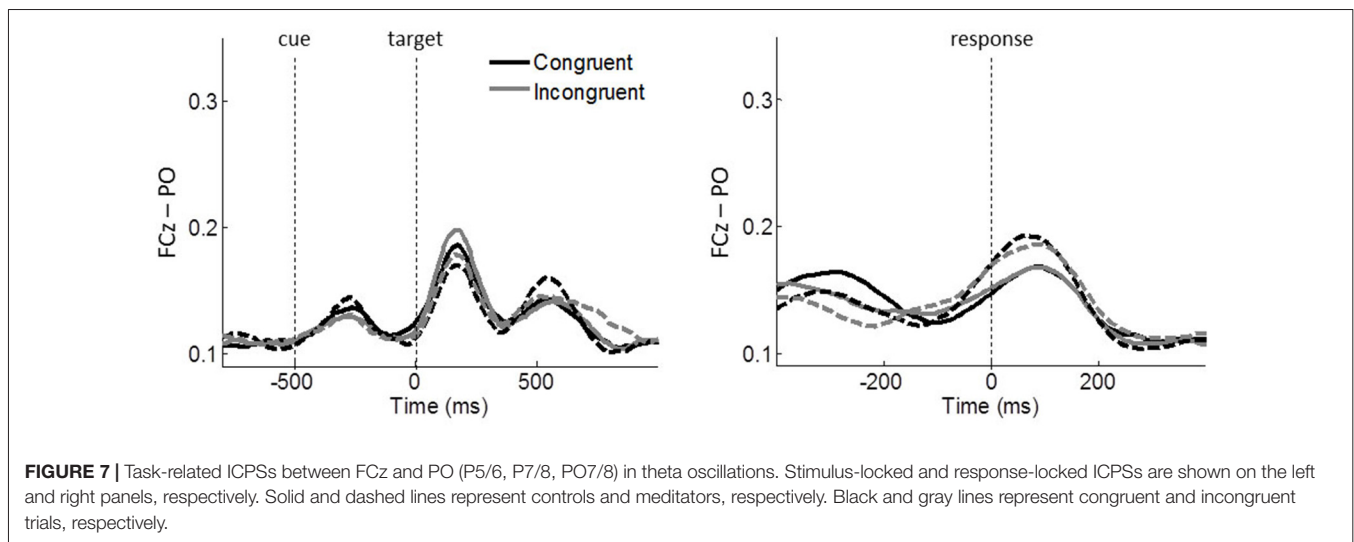 cue target
Congruent
Incongruent
0.3
0.2
0.1
FCz – PO
-500 0 500
Time (ms)
response
0.3
0.2
0.1
FCz – PO
-200 0 200
Time (ms)
FIGURE 7 | Task-related ICPSs between FCz and PO (P5/6, P7/8, PO7/8) in theta oscillations. Stimulus-locked and response-locked ICPSs are shown on the left
and right panels, respectively. Solid and dashed lines represent controls and meditators, respectively. Black and gray lines represent congruent and incongruent
trials, respectively.